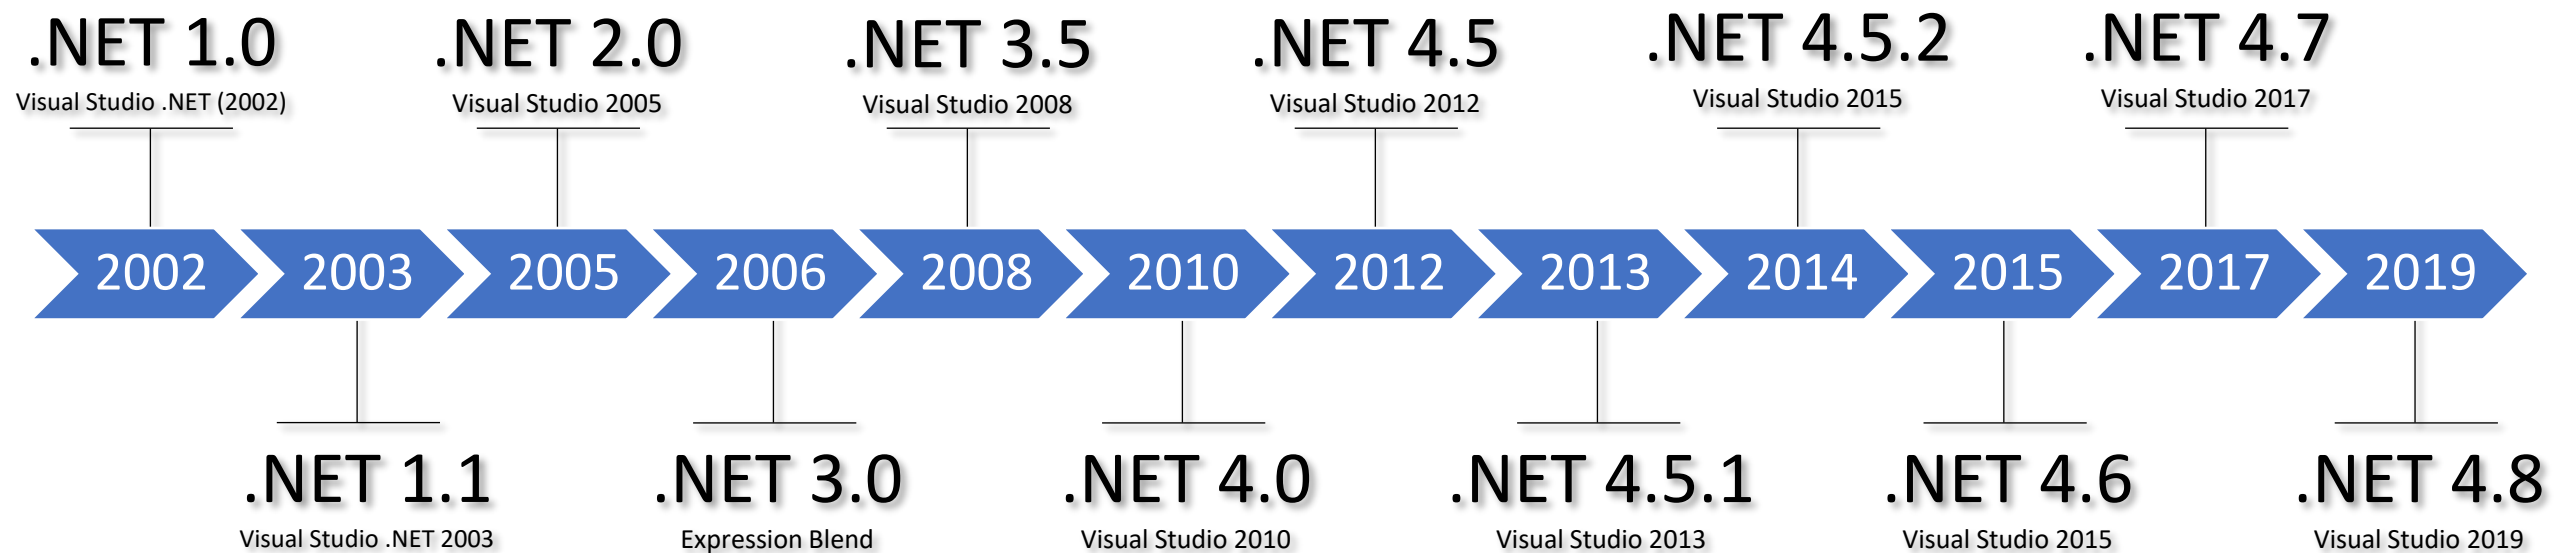 .NET 1.0
Visual Studio .NET (2002)
.NET 2.0
Visual Studio 2005
.NET 3.5
Visual Studio 2008
.NET 4.5
Visual Studio 2012
.NET 4.5.2
Visual Studio 2015
.NET 4.7
Visual Studio 2017
2002 2003 2005 2006 2008 2010 2012 2013 2014 2015 2017 2019
.NET 1.1
Visual Studio .NET 2003
.NET 3.0
Expression Blend
.NET 4.0
Visual Studio 2010
.NET 4.5.1
Visual Studio 2013
.NET 4.6
Visual Studio 2015
.NET 4.8
Visual Studio 2019